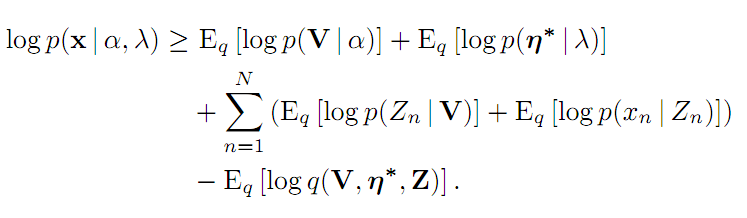 log p(x | α, λ) ≥ E_q [log p(V | α)] + E_q [log p(η* | λ)]
+ ∑_{n=1}^{N} (E_q [log p(Z_n | V)] + E_q [log p(x_n | Z_n)])
− E_q [log q(V, η*, Z)] .